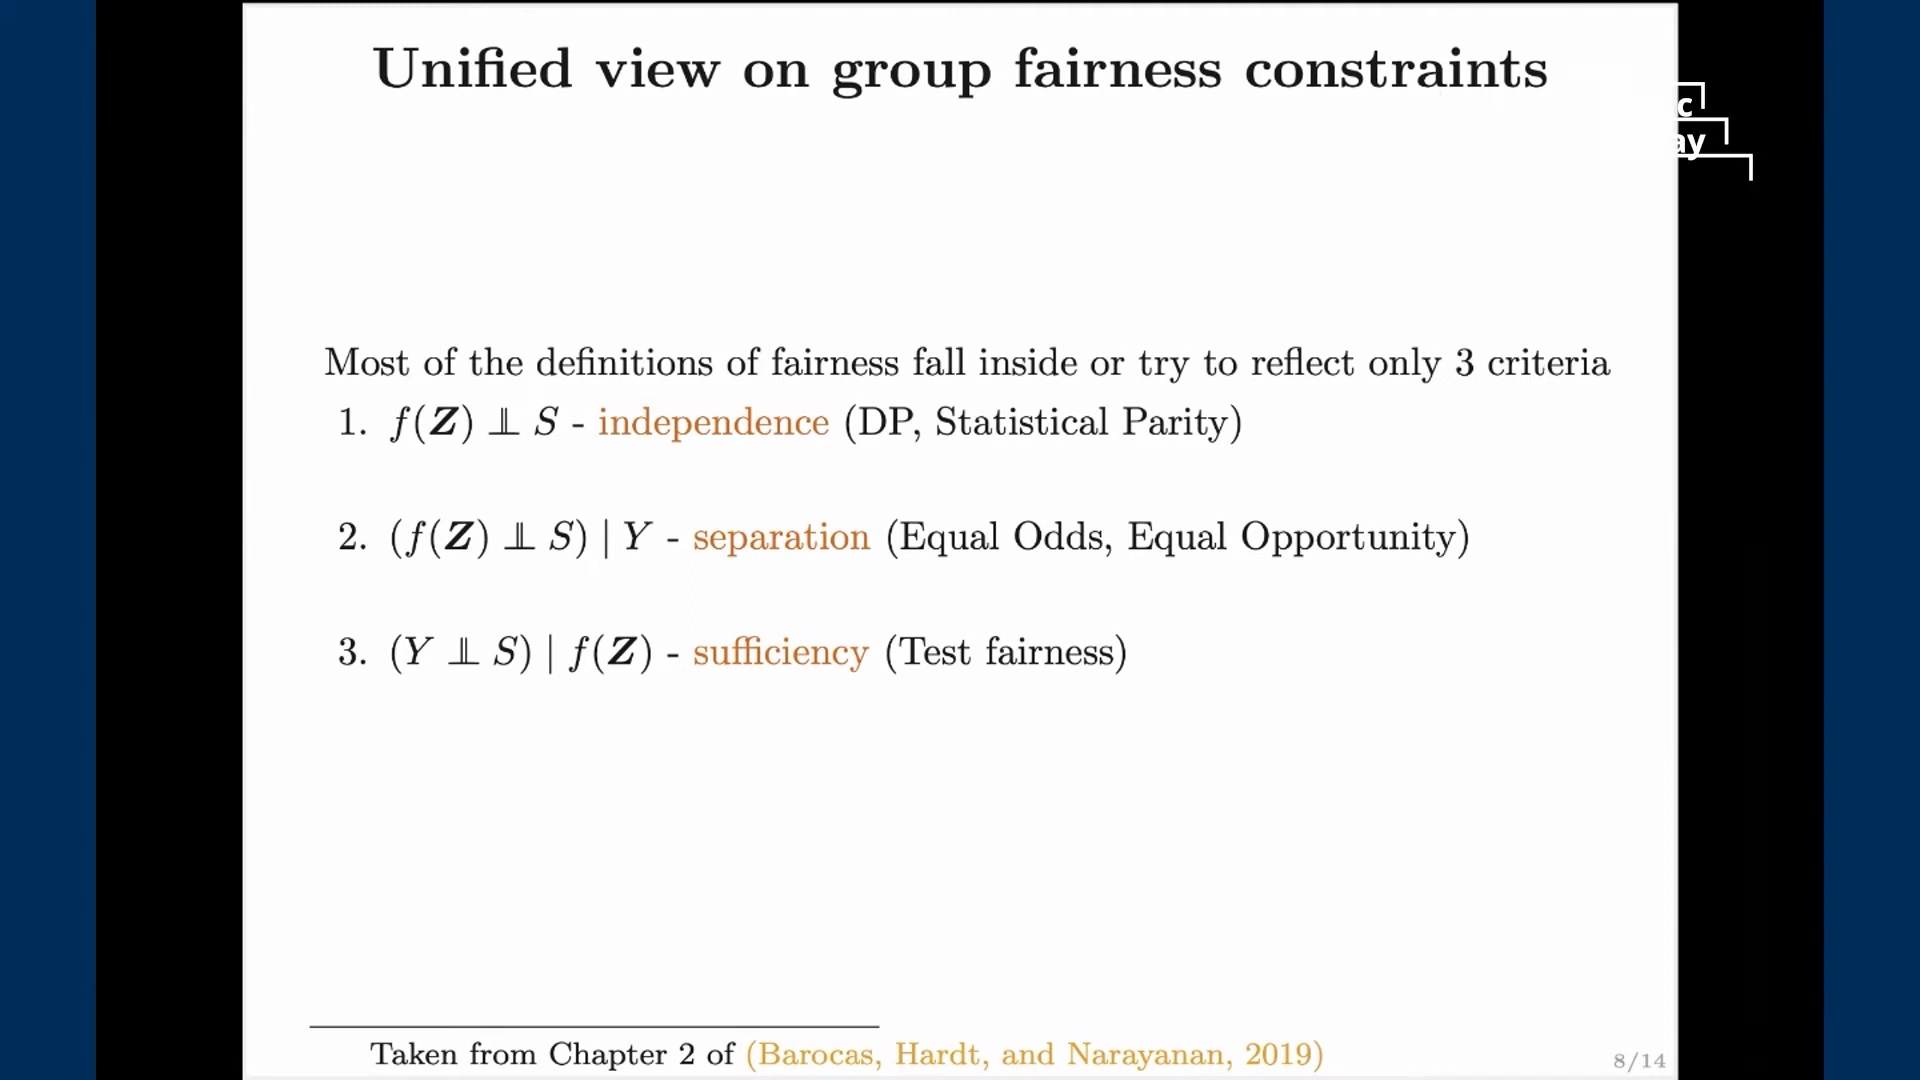 Unified view on group fairness constraints
c
ay
Most of the definitions of fairness fall inside or try to reflect only 3 criteria
1. f(Z) ⫫ S - independence (DP, Statistical Parity)
2. (f(Z) ⫫ S) | Y - separation (Equal Odds, Equal Opportunity)
3. (Y ⫫ S) | f(Z) - sufficiency (Test fairness)
Taken from Chapter 2 of (Barocas, Hardt, and Narayanan, 2019)
8/14